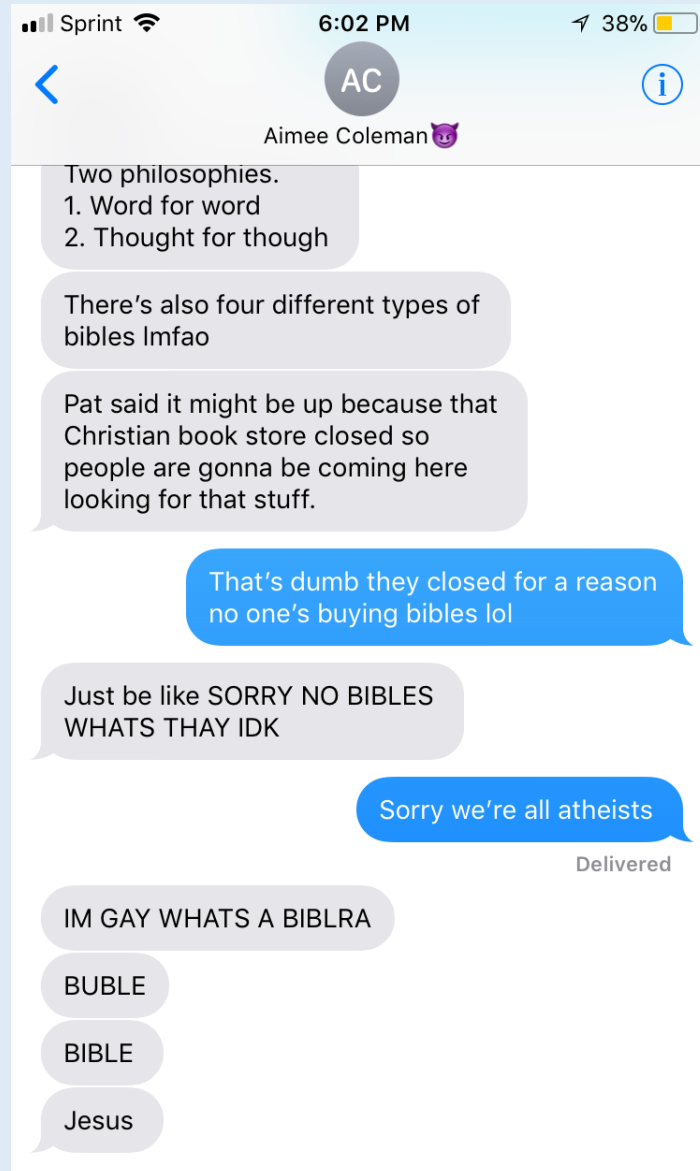 Sprint 6:02 PM 38%
AC
Aimee Coleman😈
Two philosophies.
1. Word for word
2. Thought for though
There's also four different types of
bibles lmfao
Pat said it might be up because that
Christian book store closed so
people are gonna be coming here
looking for that stuff.
That's dumb they closed for a reason
no one's buying bibles lol
Just be like SORRY NO BIBLES
WHATS THAY IDK
Sorry we're all atheists
Delivered
IM GAY WHATS A BIBLRA
BUBLE
BIBLE
Jesus